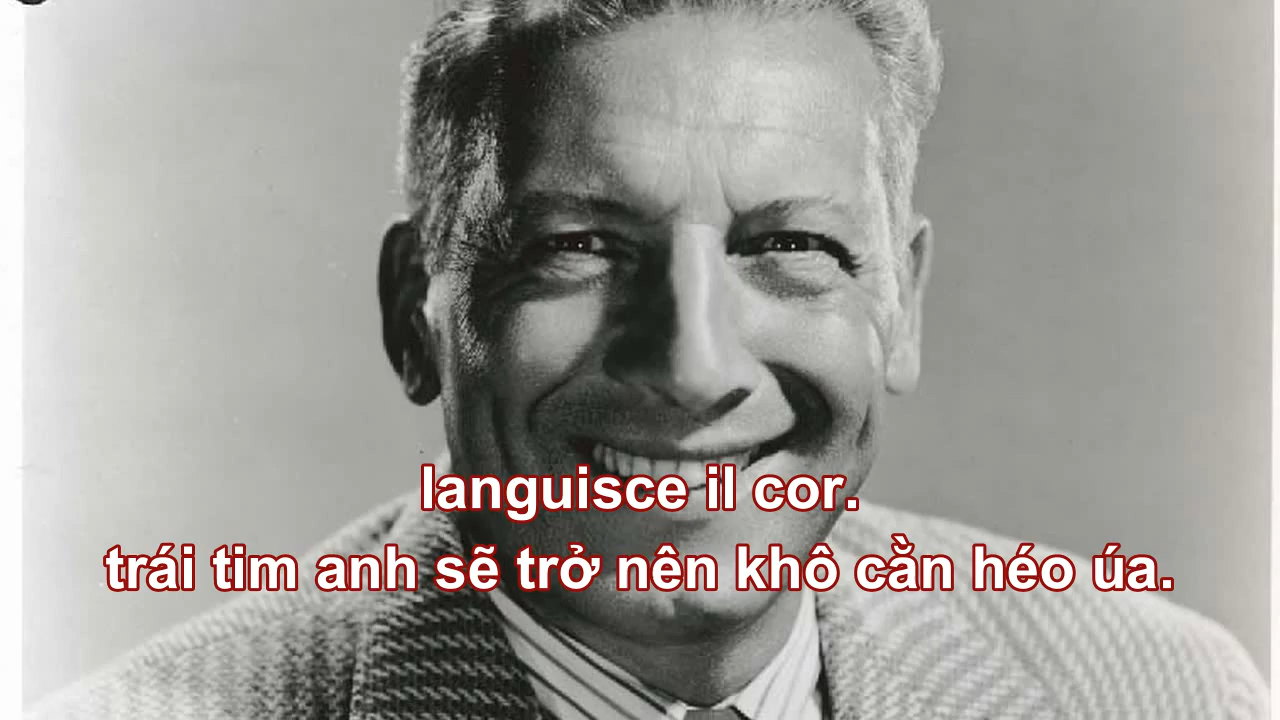 languisce il cor.
trái tim anh sẽ trở nên khô cằn héo úa.